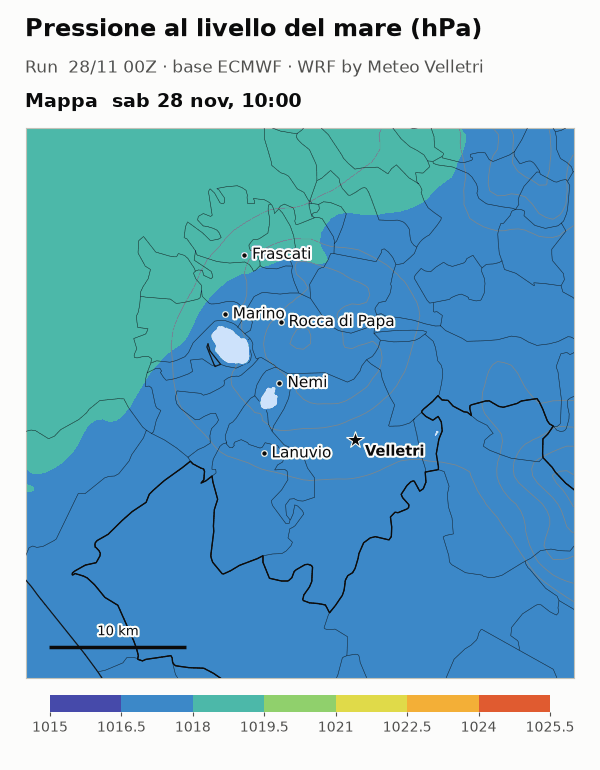 Pressione al livello del mare (hPa)
Run  28/11 00Z · base ECMWF · WRF by Meteo Velletri
Mappa  sab 28 nov, 10:00
Frascati
Marino
Rocca di Papa
Nemi
Velletri
Lanuvio
10 km
1015 1016.5 1018 1019.5 1021 1022.5 1024 1025.5